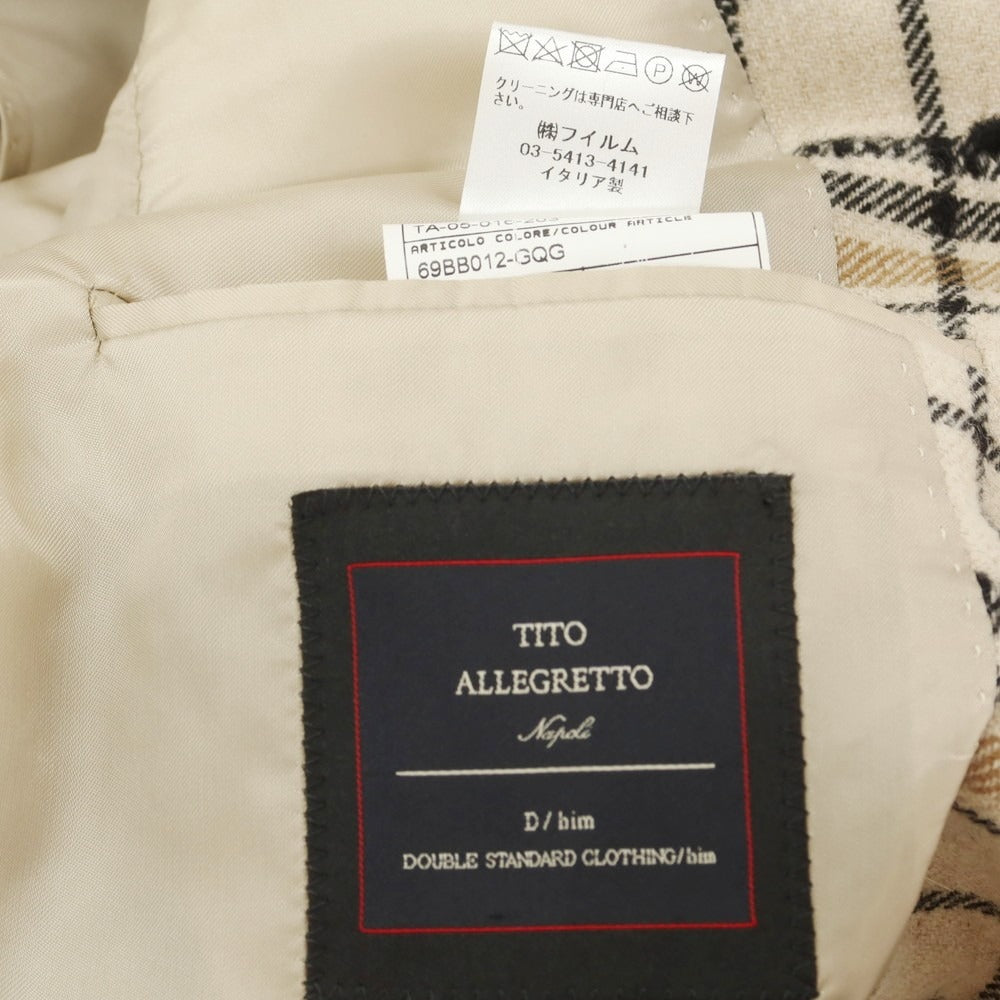 P
W
クリーニングは専門店へご相談下
さい。
㈱フイルム
03-5413-4141
イタリア製
ARTICOLO COLORE/COLOUR ARTICLE
69BB012-GQG
TITO
ALLEGRETTO
Napoli
D/him
DOUBLE STANDARD CLOTHING/him